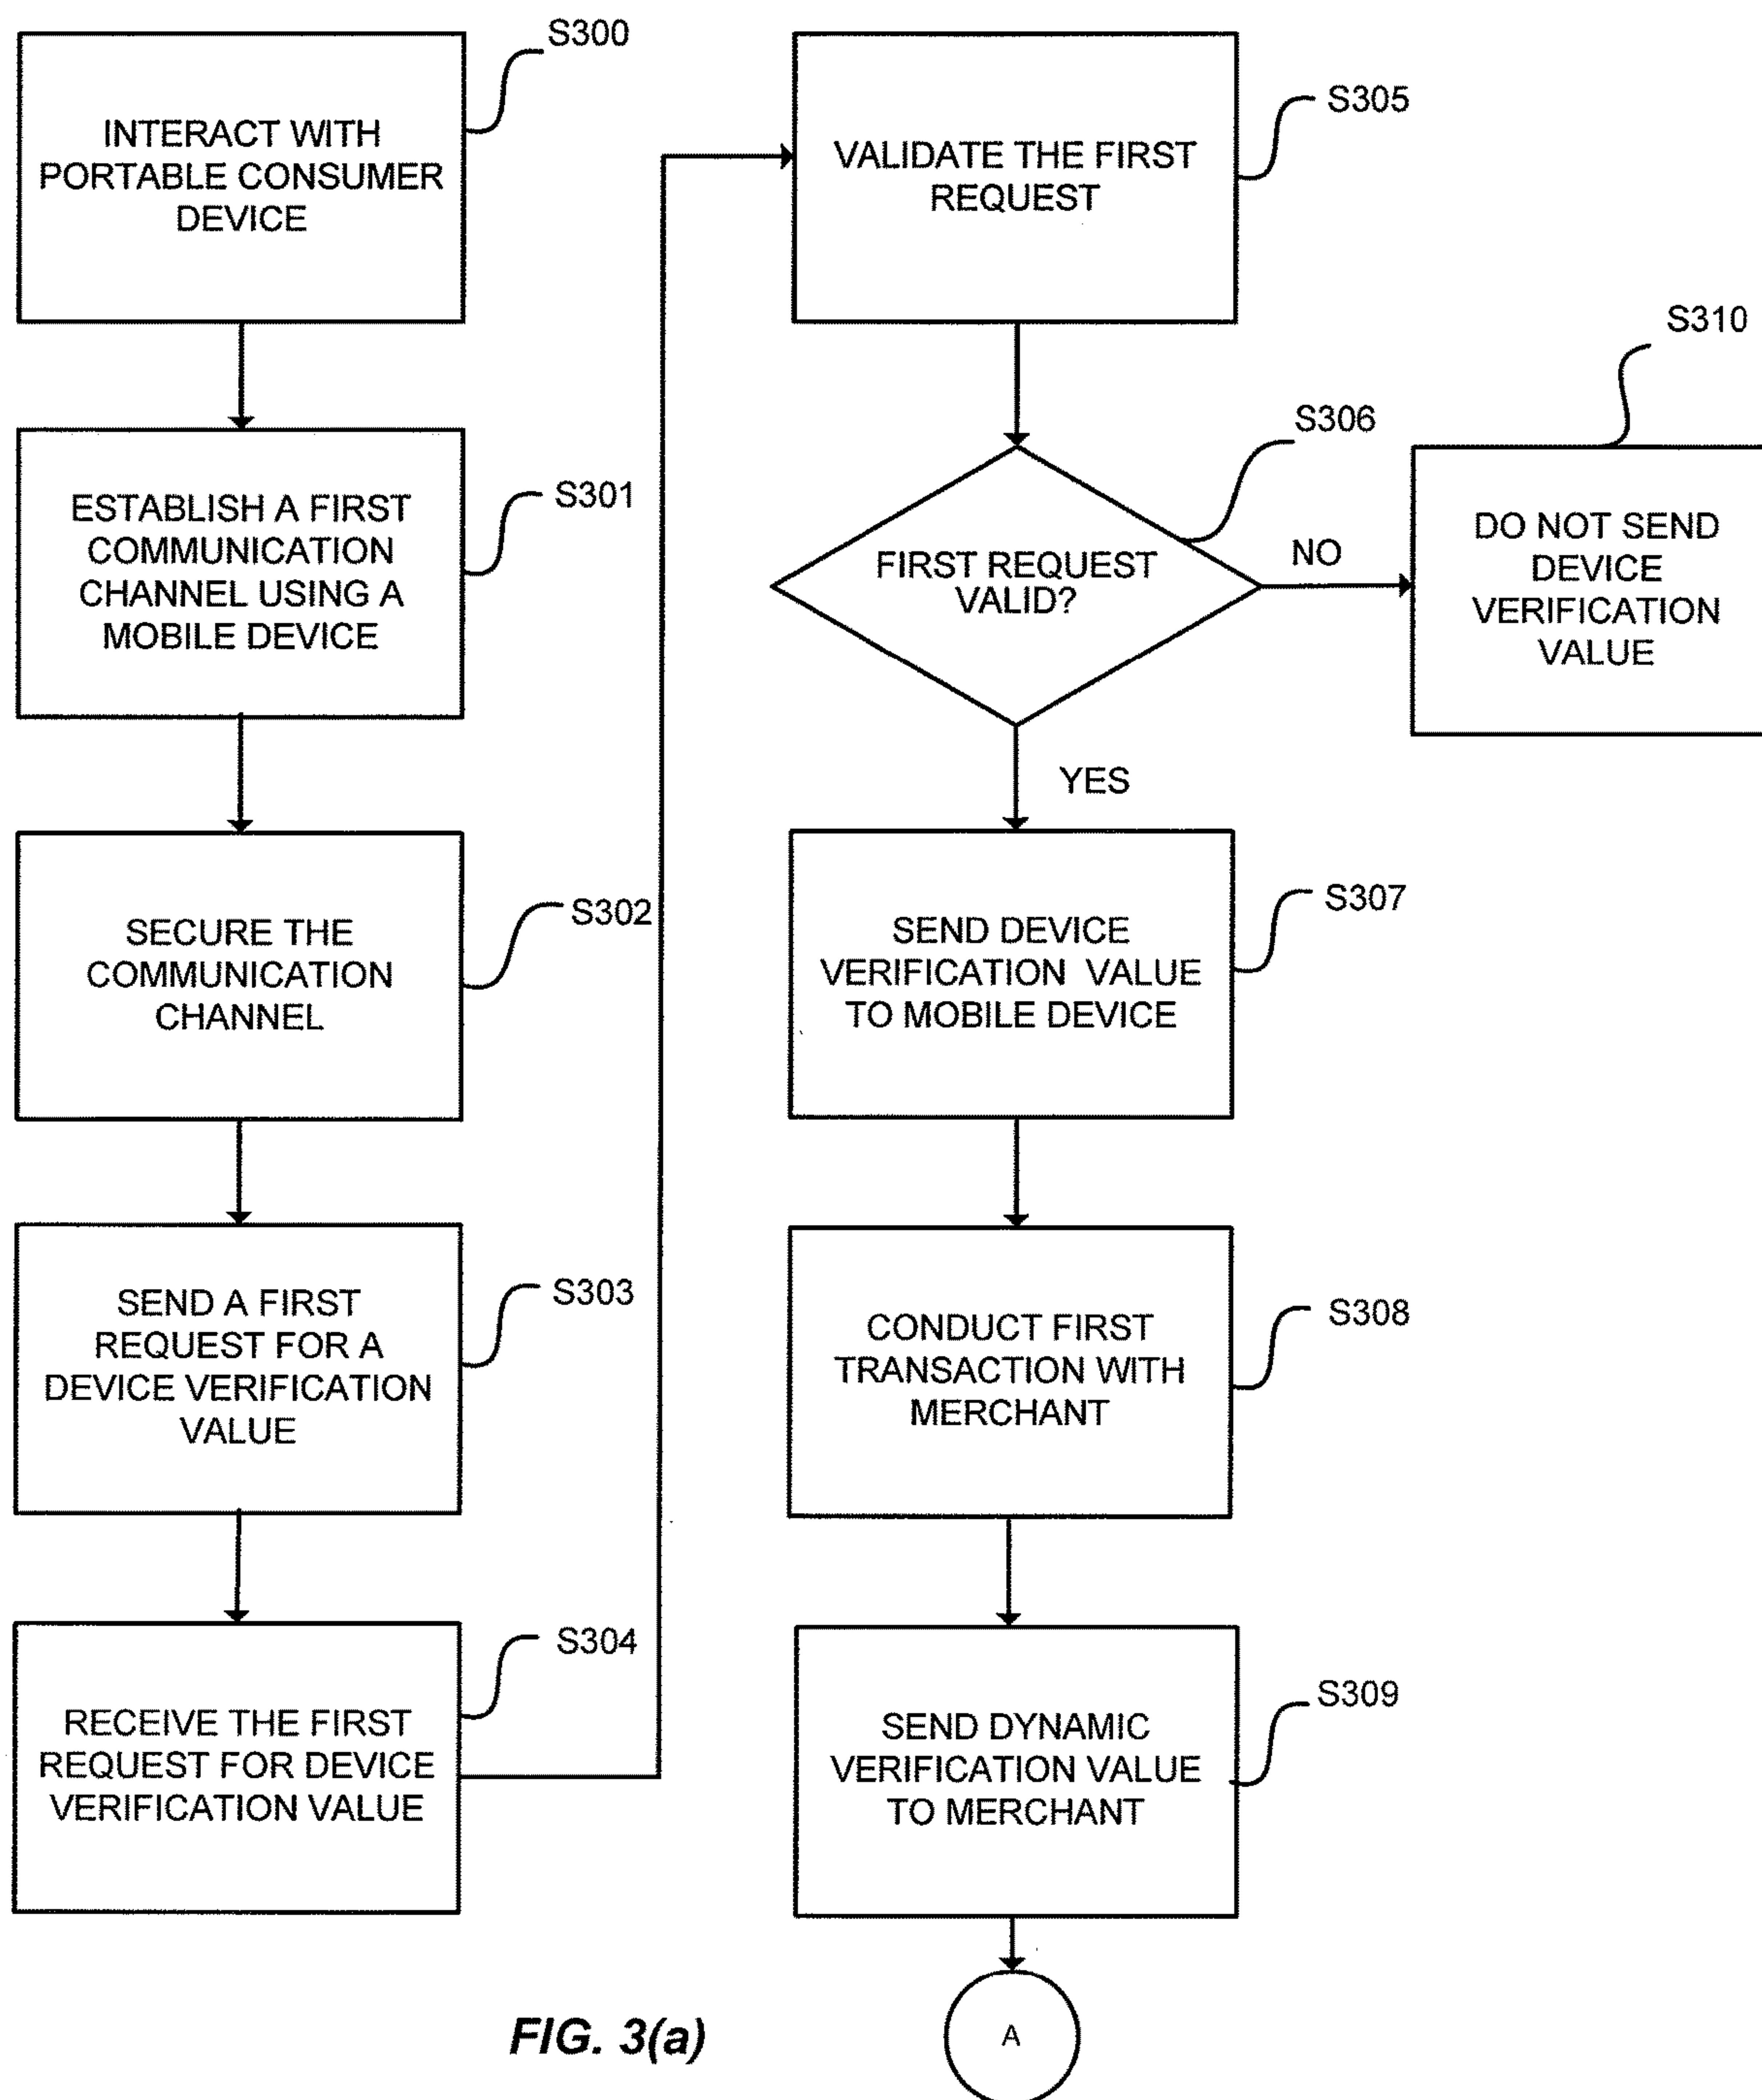 S300
INTERACT WITH
PORTABLE CONSUMER
DEVICE
S301
ESTABLISH A FIRST
COMMUNICATION
CHANNEL USING A
MOBILE DEVICE
S302
SECURE THE
COMMUNICATION
CHANNEL
S303
SEND A FIRST
REQUEST FOR A
DEVICE VERIFICATION
VALUE
S304
RECEIVE THE FIRST
REQUEST FOR DEVICE
VERIFICATION VALUE
S305
VALIDATE THE FIRST
REQUEST
S306
FIRST REQUEST
VALID?
NO
S310
DO NOT SEND
DEVICE
VERIFICATION
VALUE
YES
S307
SEND DEVICE
VERIFICATION VALUE
TO MOBILE DEVICE
S308
CONDUCT FIRST
TRANSACTION WITH
MERCHANT
S309
SEND DYNAMIC
VERIFICATION VALUE
TO MERCHANT
A
FIG. 3(a)